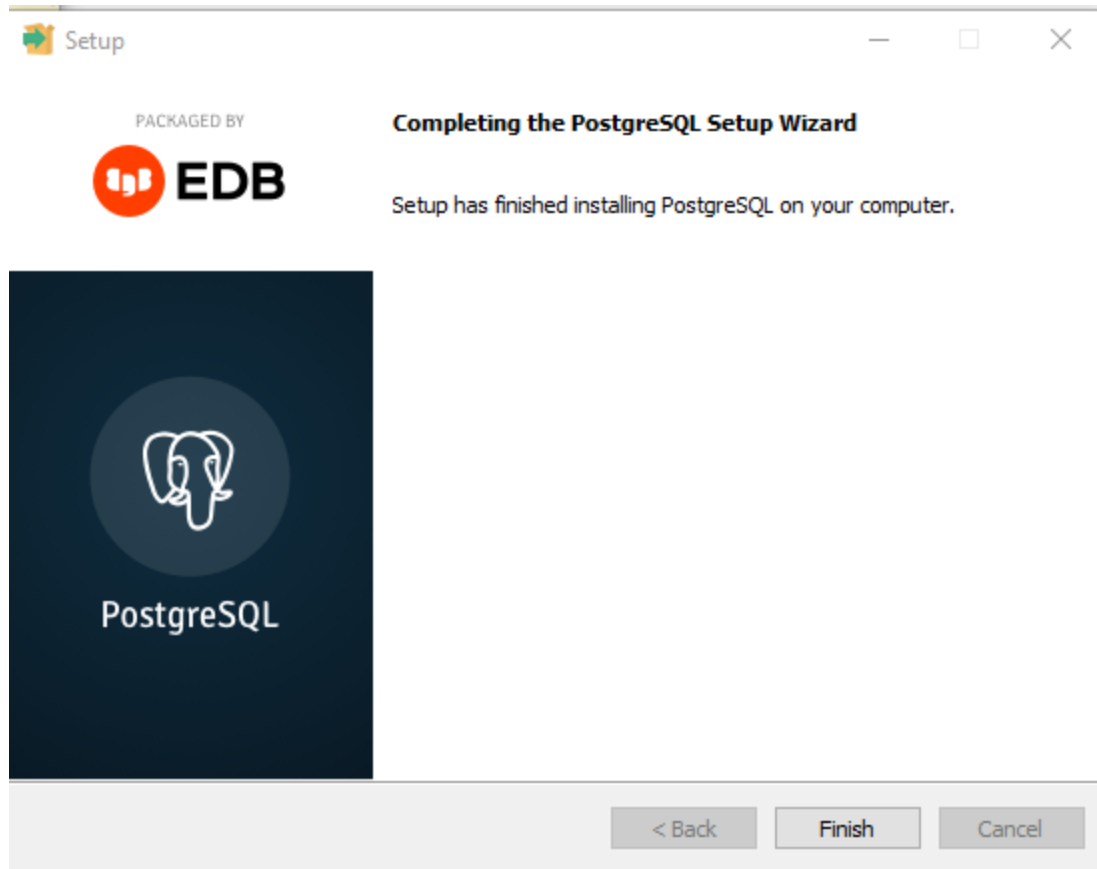 Setup
PACKAGED BY
EDB
Completing the PostgreSQL Setup Wizard
Setup has finished installing PostgreSQL on your computer.
PostgreSQL
< Back
Finish
Cancel